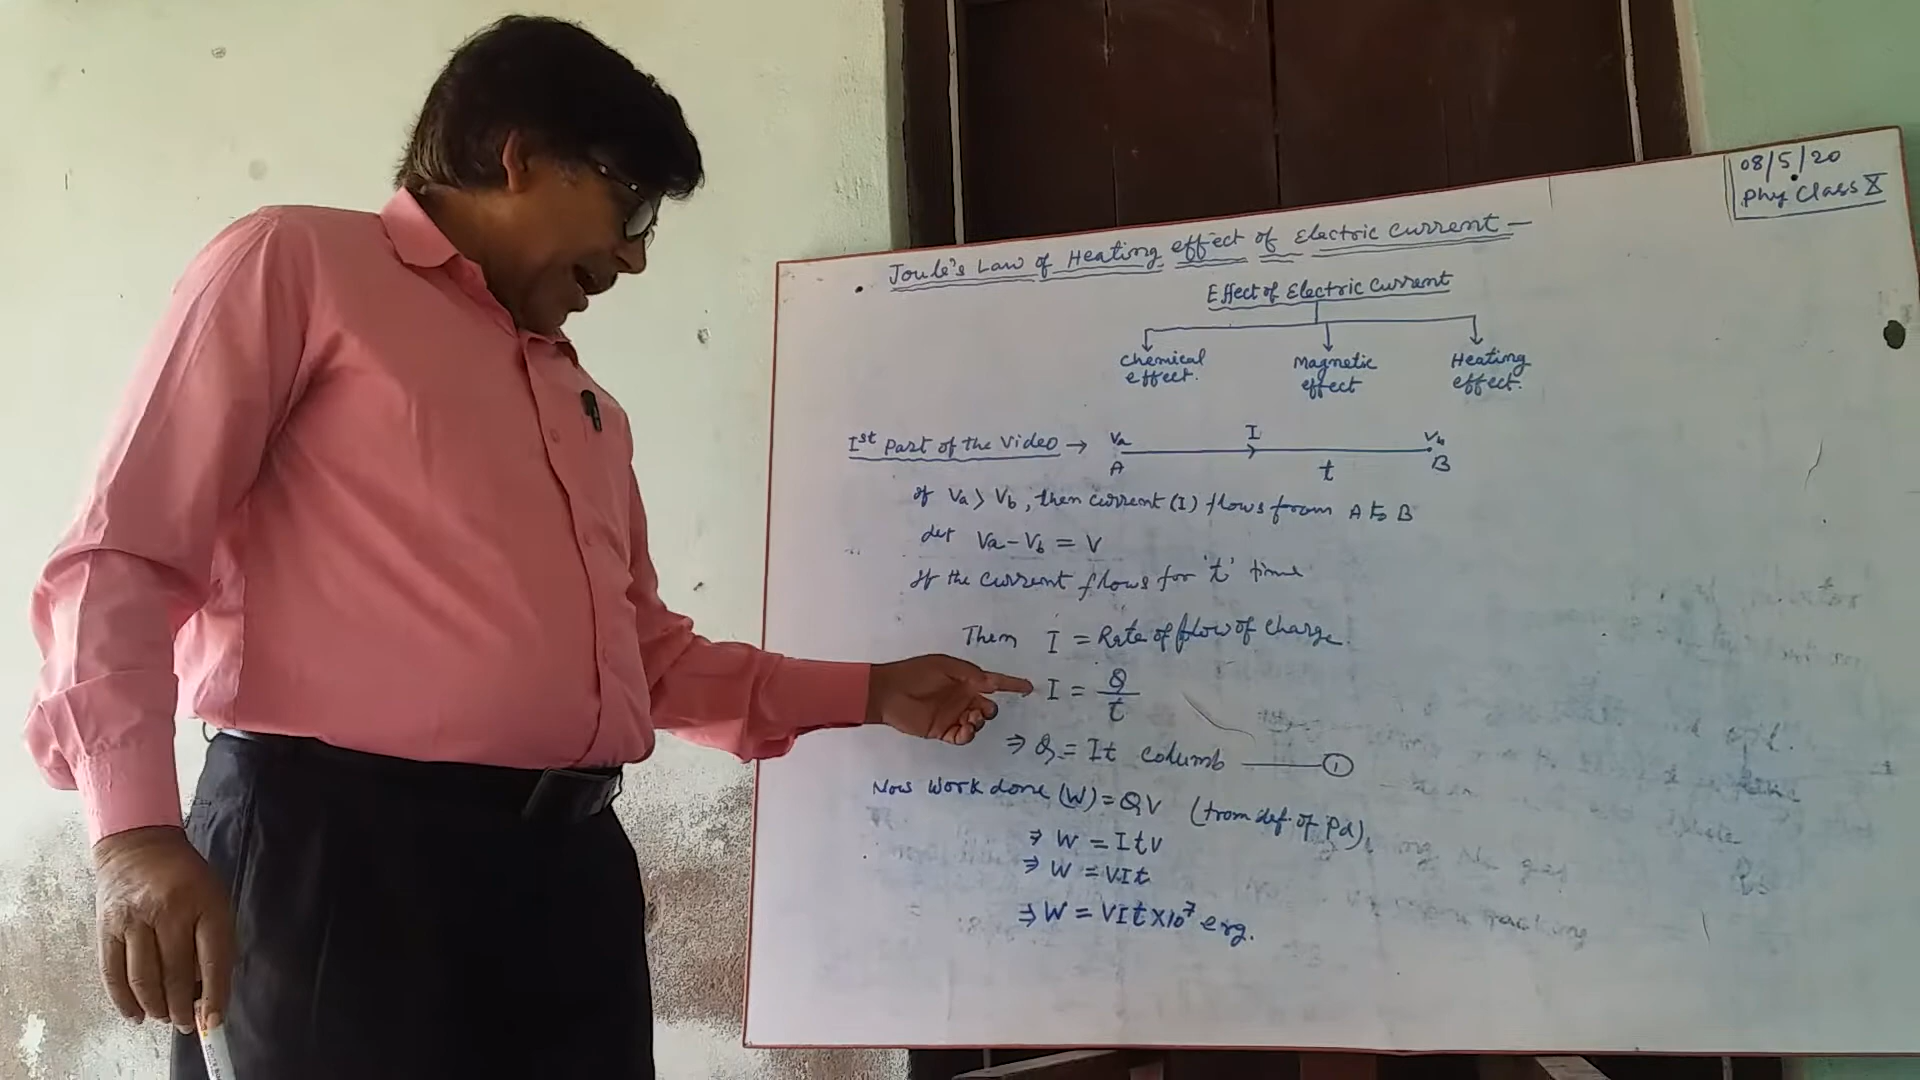 08/5/20
Phy Class X
Joule's Law of Heating effect of Electric Current -
Effect of Electric Current
Chemical effect.
Magnetic effect
Heating effect.
Ist Part of the Video → Va I Vb
A t B
If Va > Vb, then current (I) flows from A to B
Let Va - Vb = V
If the current flows for 't' time
Then I = Rate of flow of charge.
⇒ I = Q/t
⇒ Q = It columb ——— 1
Now Work done (W) = QV (from def. of Pd)
⇒ W = ItV
⇒ W = VIt
⇒ W = VIt x 10⁷ erg.